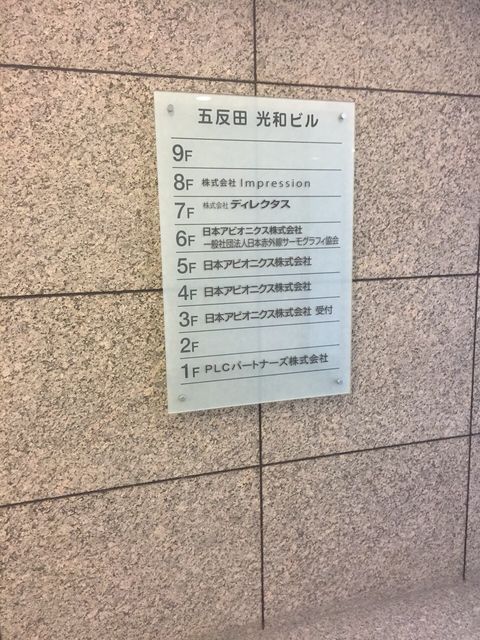 五反田 光和ビル
9F
8F 株式会社 Impression
7F 株式会社 ディレクタス
6F 日本アビオニクス株式会社
一般社団法人日本赤外線サーモグラフィ協会
5F 日本アビオニクス株式会社
4F 日本アビオニクス株式会社
3F 日本アビオニクス株式会社 受付
2F
1F PLCパートナーズ株式会社